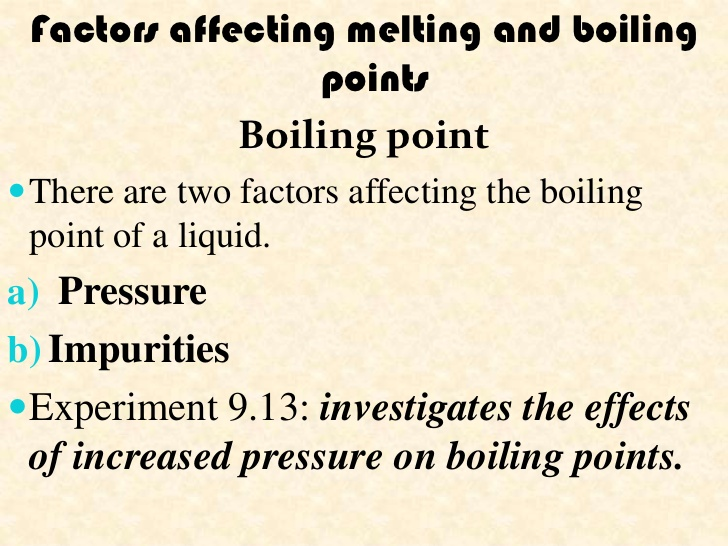 Factors affecting melting and boiling
points
Boiling point
•There are two factors affecting the boiling
point of a liquid.
a) Pressure
b) Impurities
•Experiment 9.13: investigates the effects
of increased pressure on boiling points.